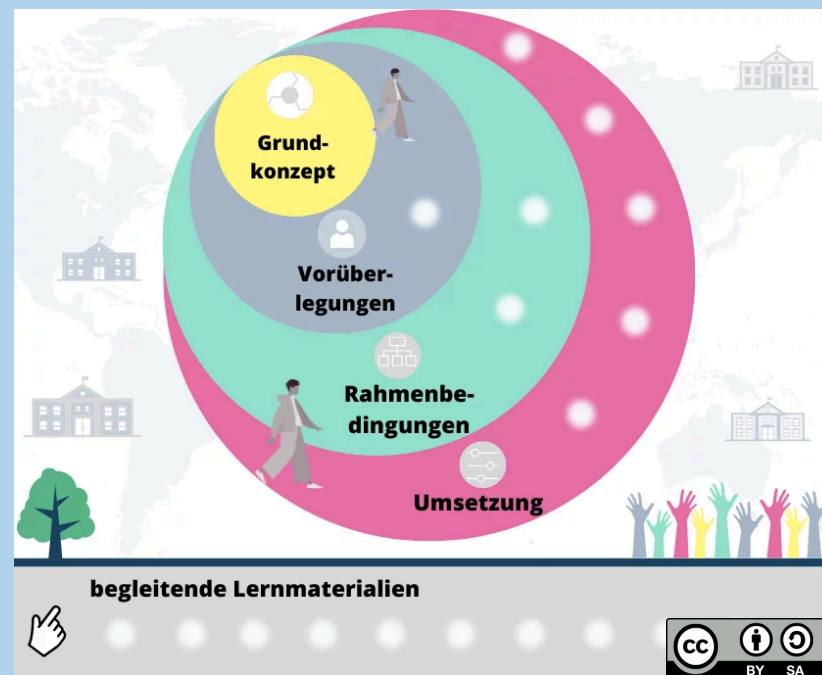 Grund-
konzept
Vorüber-
legungen
Rahmenbe-
dingungen
Umsetzung
begleitende Lernmaterialien
cc
BY SA